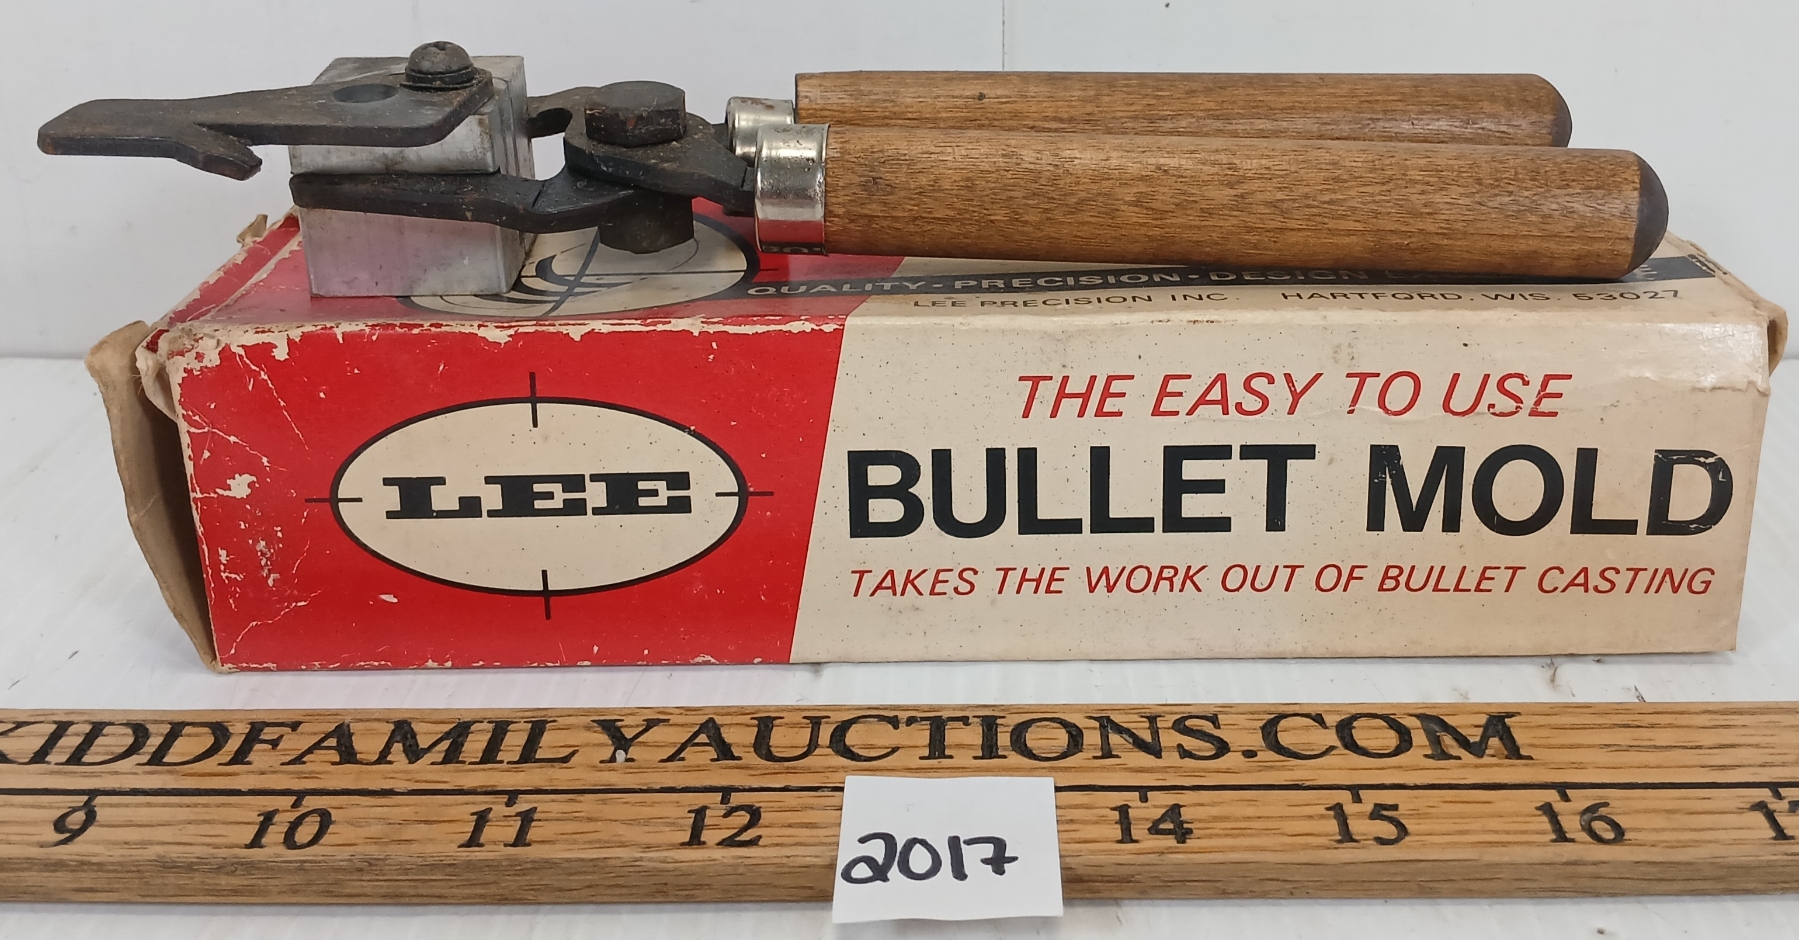 QUALITY • PRECISION • DESIGN
LEE PRECISION INC. HARTFORD, WIS. 53027
THE EASY TO USE
LEE
BULLET MOLD
TAKES THE WORK OUT OF BULLET CASTING
KIDDFAMILYAUCTIONS.COM
9 10 11 12 14 15 16
2017